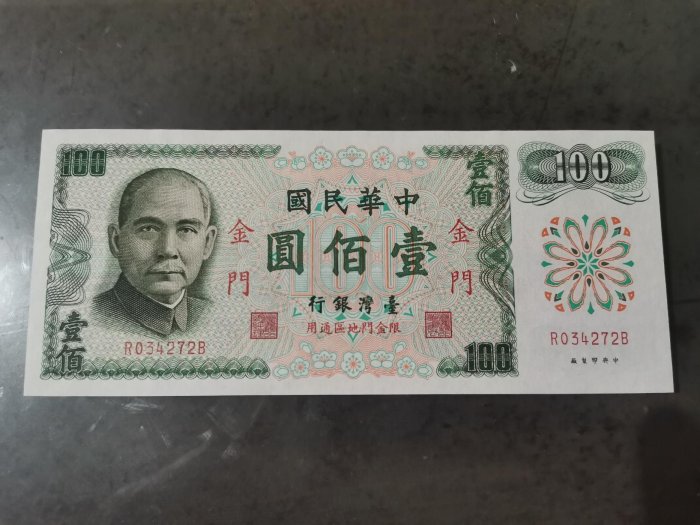 100
壹佰
100
中華民國
金門
壹佰圓
金門
臺灣銀行
限金門地區通用
R034272B
R034272B
壹佰
100
中央印製廠